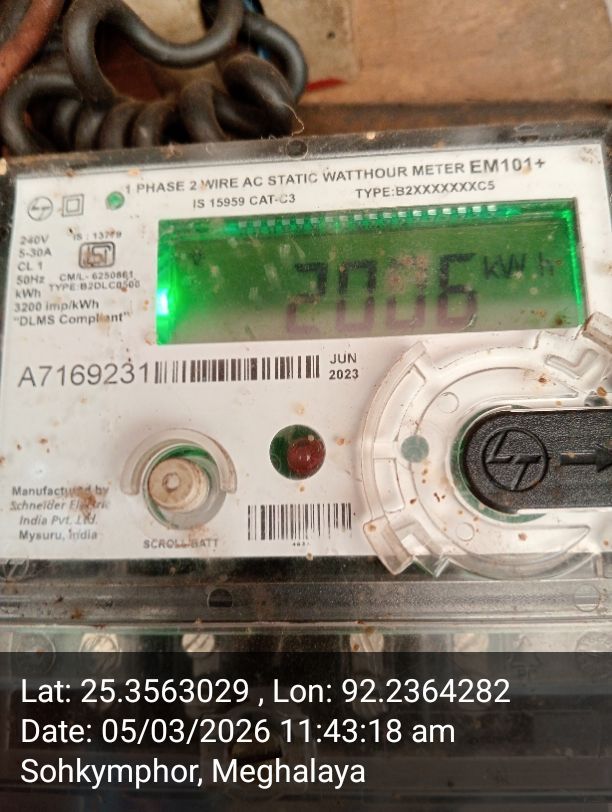 1 PHASE 2 WIRE AC STATIC WATTHOUR METER EM101+
IS 15959 CAT-C3 TYPE:B2XXXXXXXC5
240V IS : 13779
5-30A
CL 1
50Hz CM/L- 6250861
kWh TYPE:B2DLC0500
3200 imp/kWh
"DLMS Compliant"
2006 kWh
A7169231
JUN
2023
LT
Manufactured by
Schneider Electric
India Pvt. Ltd.
Mysuru, India
SCROLL/BATT
Lat: 25.3563029 , Lon: 92.2364282
Date: 05/03/2026 11:43:18 am
Sohkymphor, Meghalaya